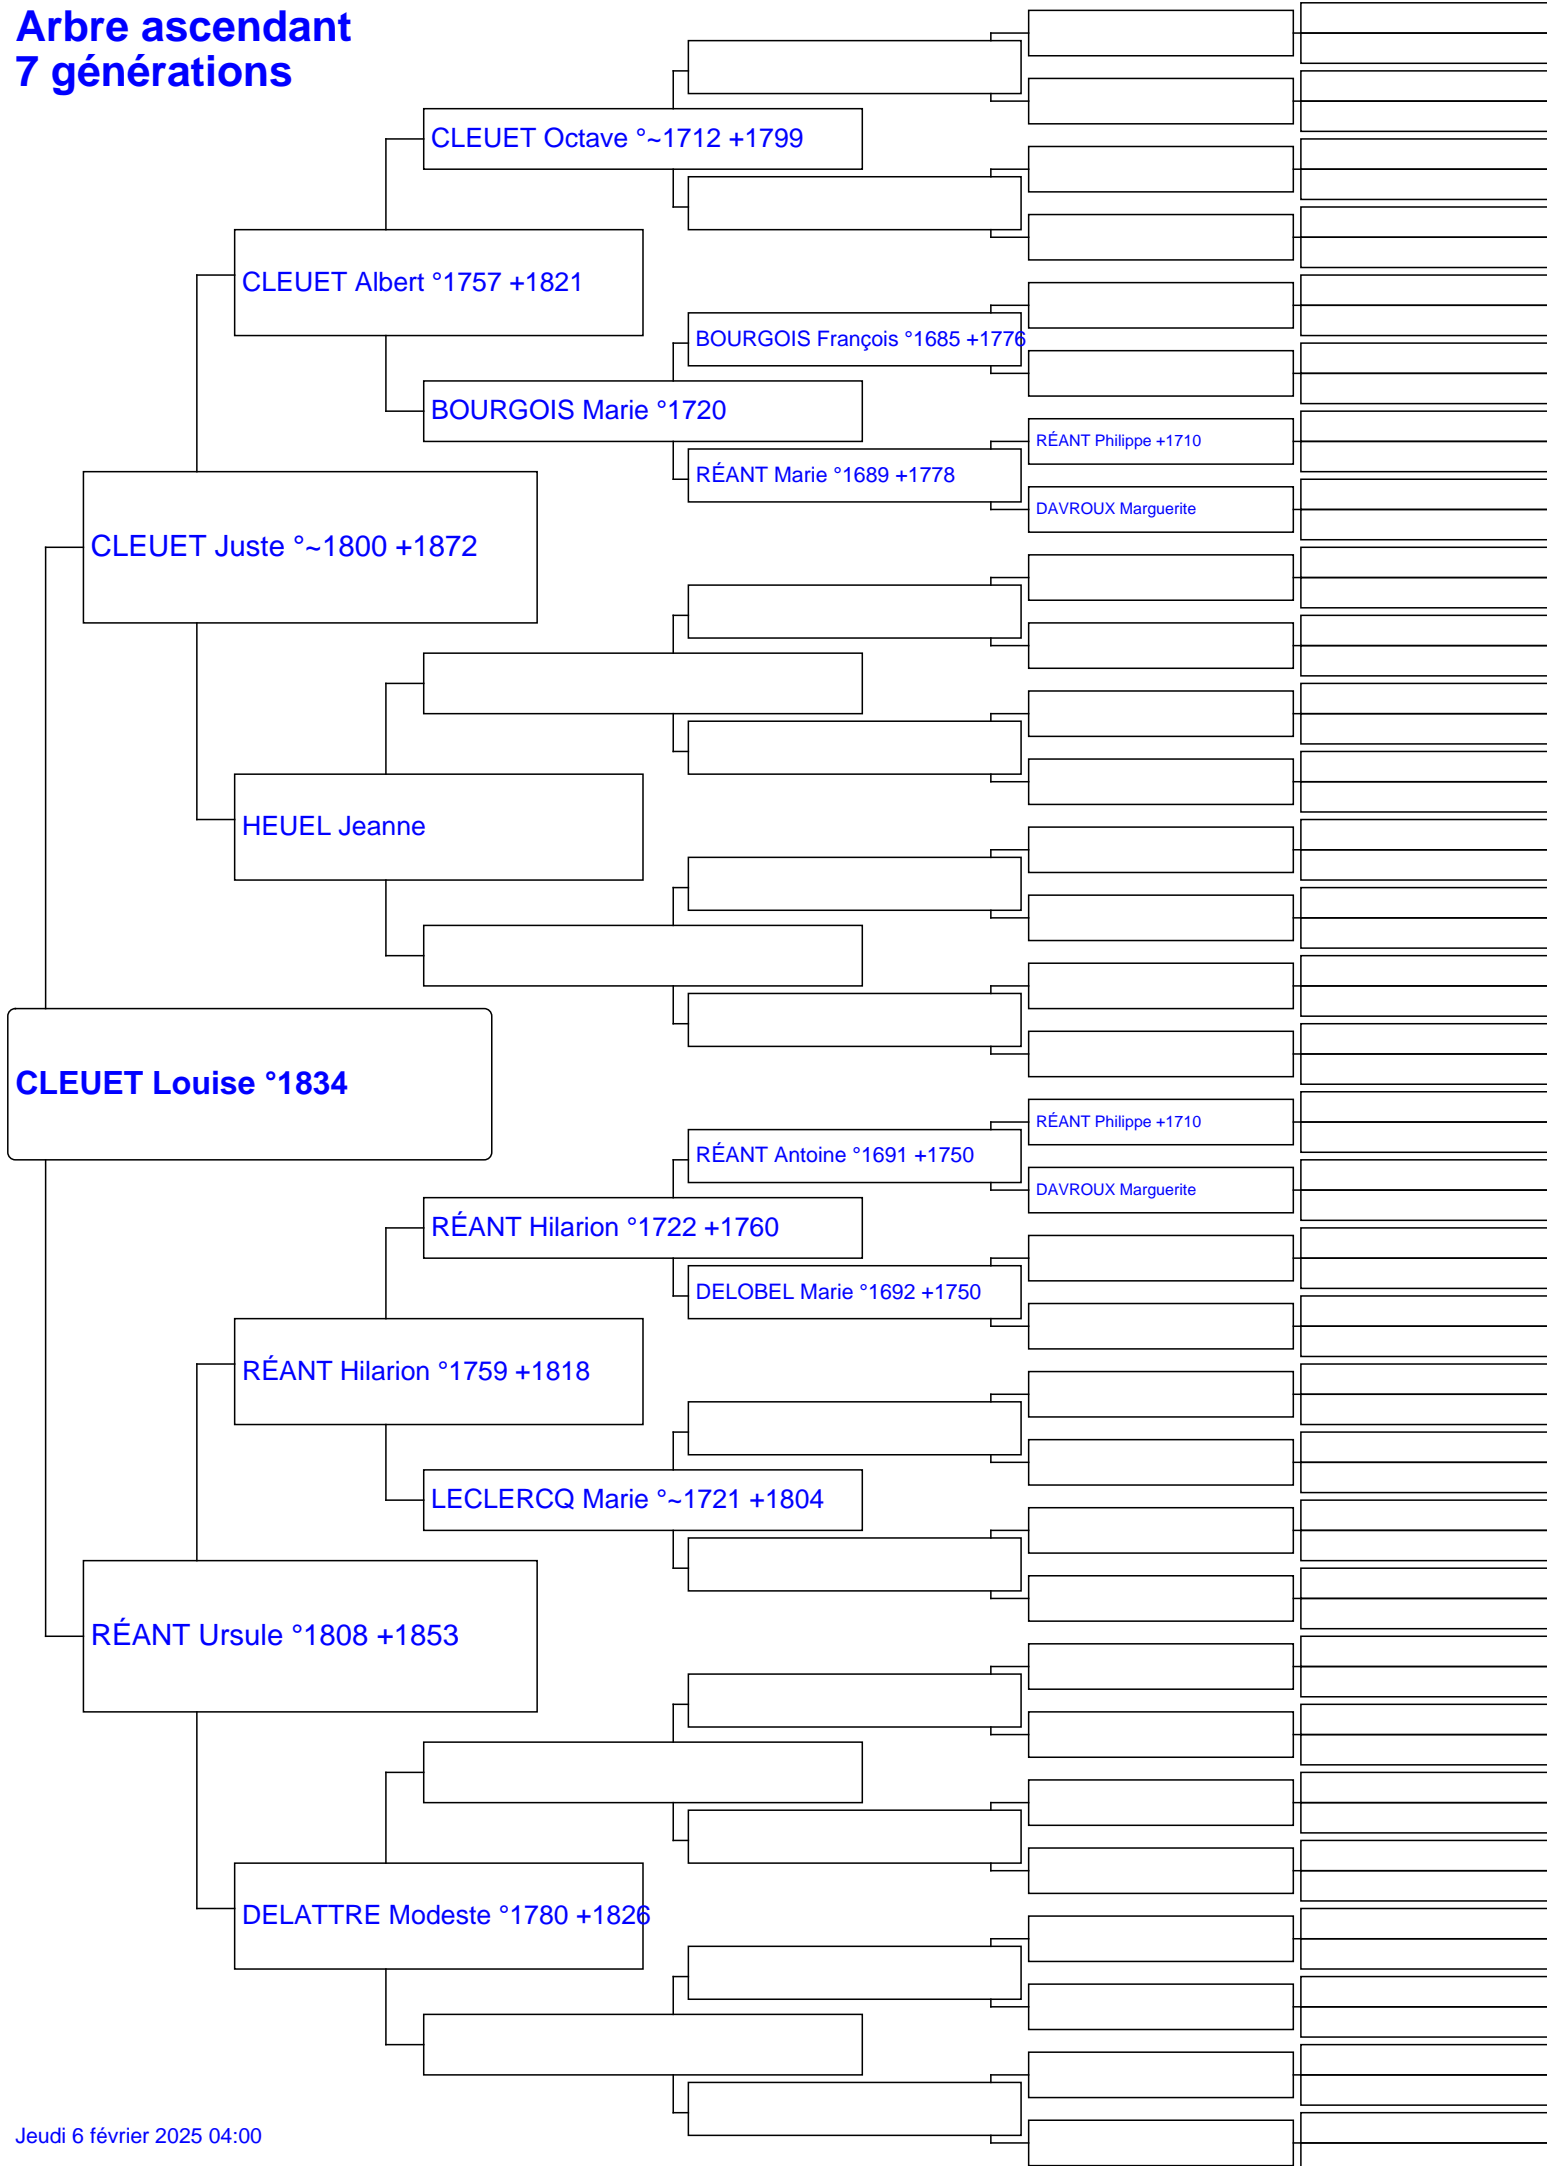 Arbre ascendant
7 générations
CLEUET Octave °~1712 +1799
CLEUET Albert °1757 +1821
BOURGOIS François °1685 +1776
BOURGOIS Marie °1720
RÉANT Philippe +1710
RÉANT Marie °1689 +1778
DAVROUX Marguerite
CLEUET Juste °~1800 +1872
HEUEL Jeanne
CLEUET Louise °1834
RÉANT Philippe +1710
RÉANT Antoine °1691 +1750
DAVROUX Marguerite
RÉANT Hilarion °1722 +1760
DELOBEL Marie °1692 +1750
RÉANT Hilarion °1759 +1818
LECLERCQ Marie °~1721 +1804
RÉANT Ursule °1808 +1853
DELATTRE Modeste °1780 +1826
Jeudi 6 février 2025 04:00